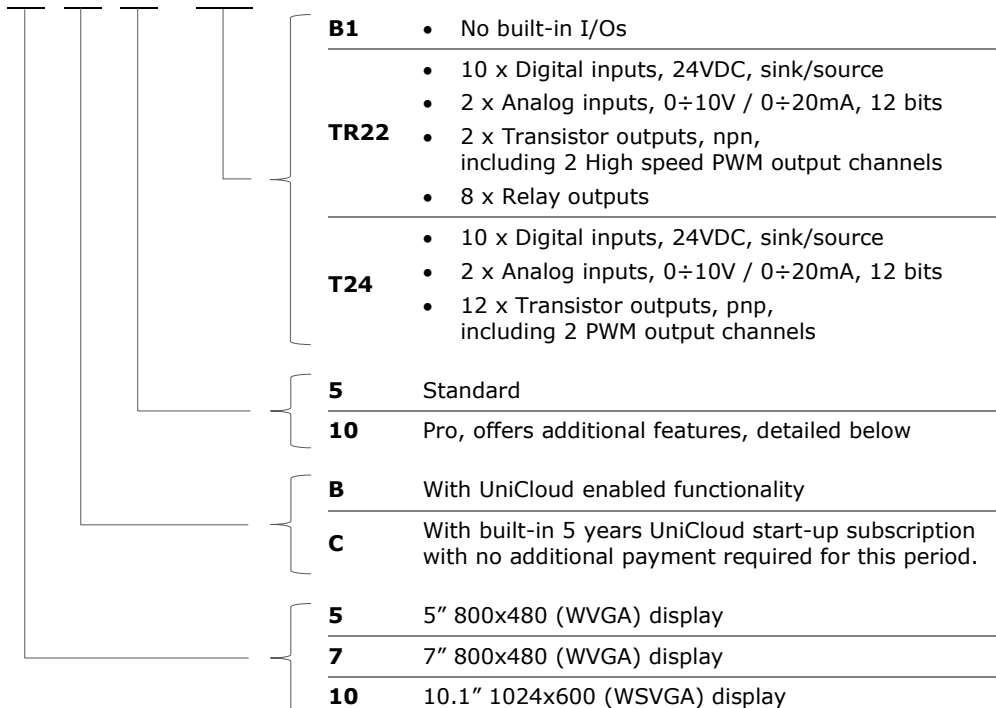 B1 • No built-in I/Os
• 10 x Digital inputs, 24VDC, sink/source
• 2 x Analog inputs, 0÷10V / 0÷20mA, 12 bits
TR22 • 2 x Transistor outputs, npn,
including 2 High speed PWM output channels
• 8 x Relay outputs
• 10 x Digital inputs, 24VDC, sink/source
T24 • 2 x Analog inputs, 0÷10V / 0÷20mA, 12 bits
• 12 x Transistor outputs, pnp,
including 2 PWM output channels
5 Standard
10 Pro, offers additional features, detailed below
B With UniCloud enabled functionality
C With built-in 5 years UniCloud start-up subscription
with no additional payment required for this period.
5 5” 800x480 (WVGA) display
7 7” 800x480 (WVGA) display
10 10.1” 1024x600 (WSVGA) display